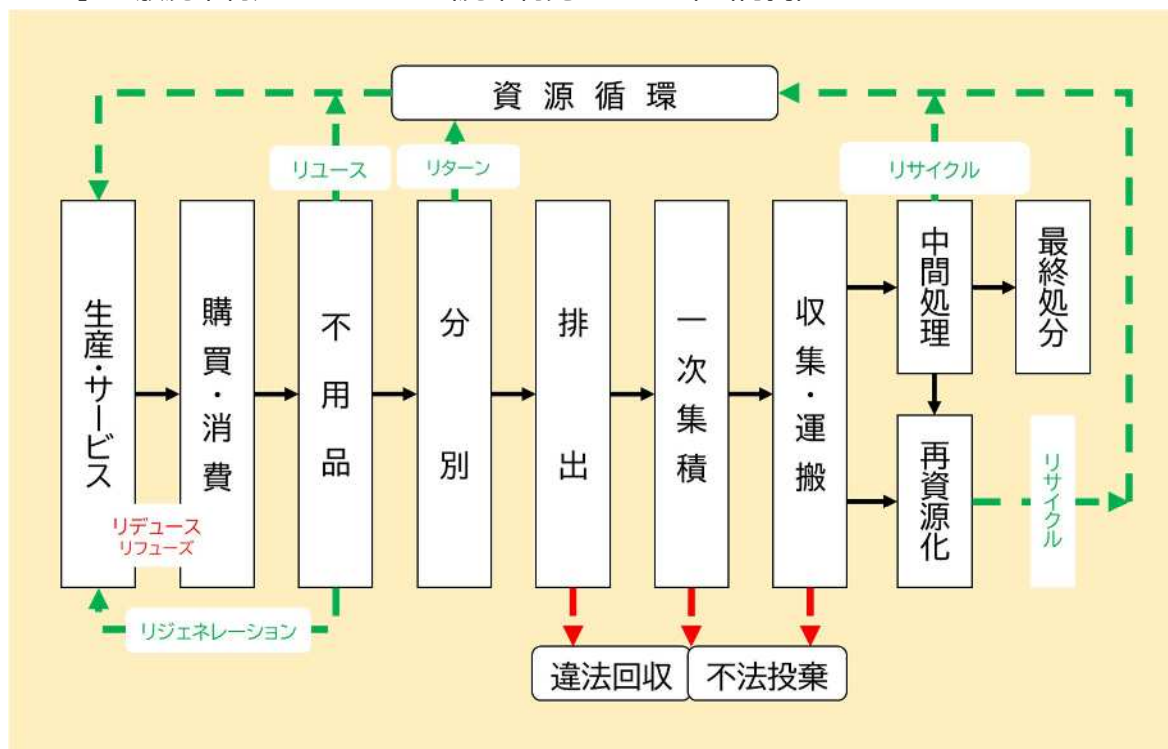 資源循環
リユース
リターン
リサイクル
生産・サービス
購買・消費
不用品
分別
排出
一次集積
収集・運搬
中間処理
最終処分
再資源化
リサイクル
リデュース
リフューズ
リジェネレーション
違法回収
不法投棄